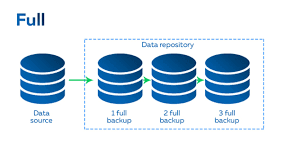 Full
Data repository
Data
source
1 full
backup
2 full
backup
3 full
backup